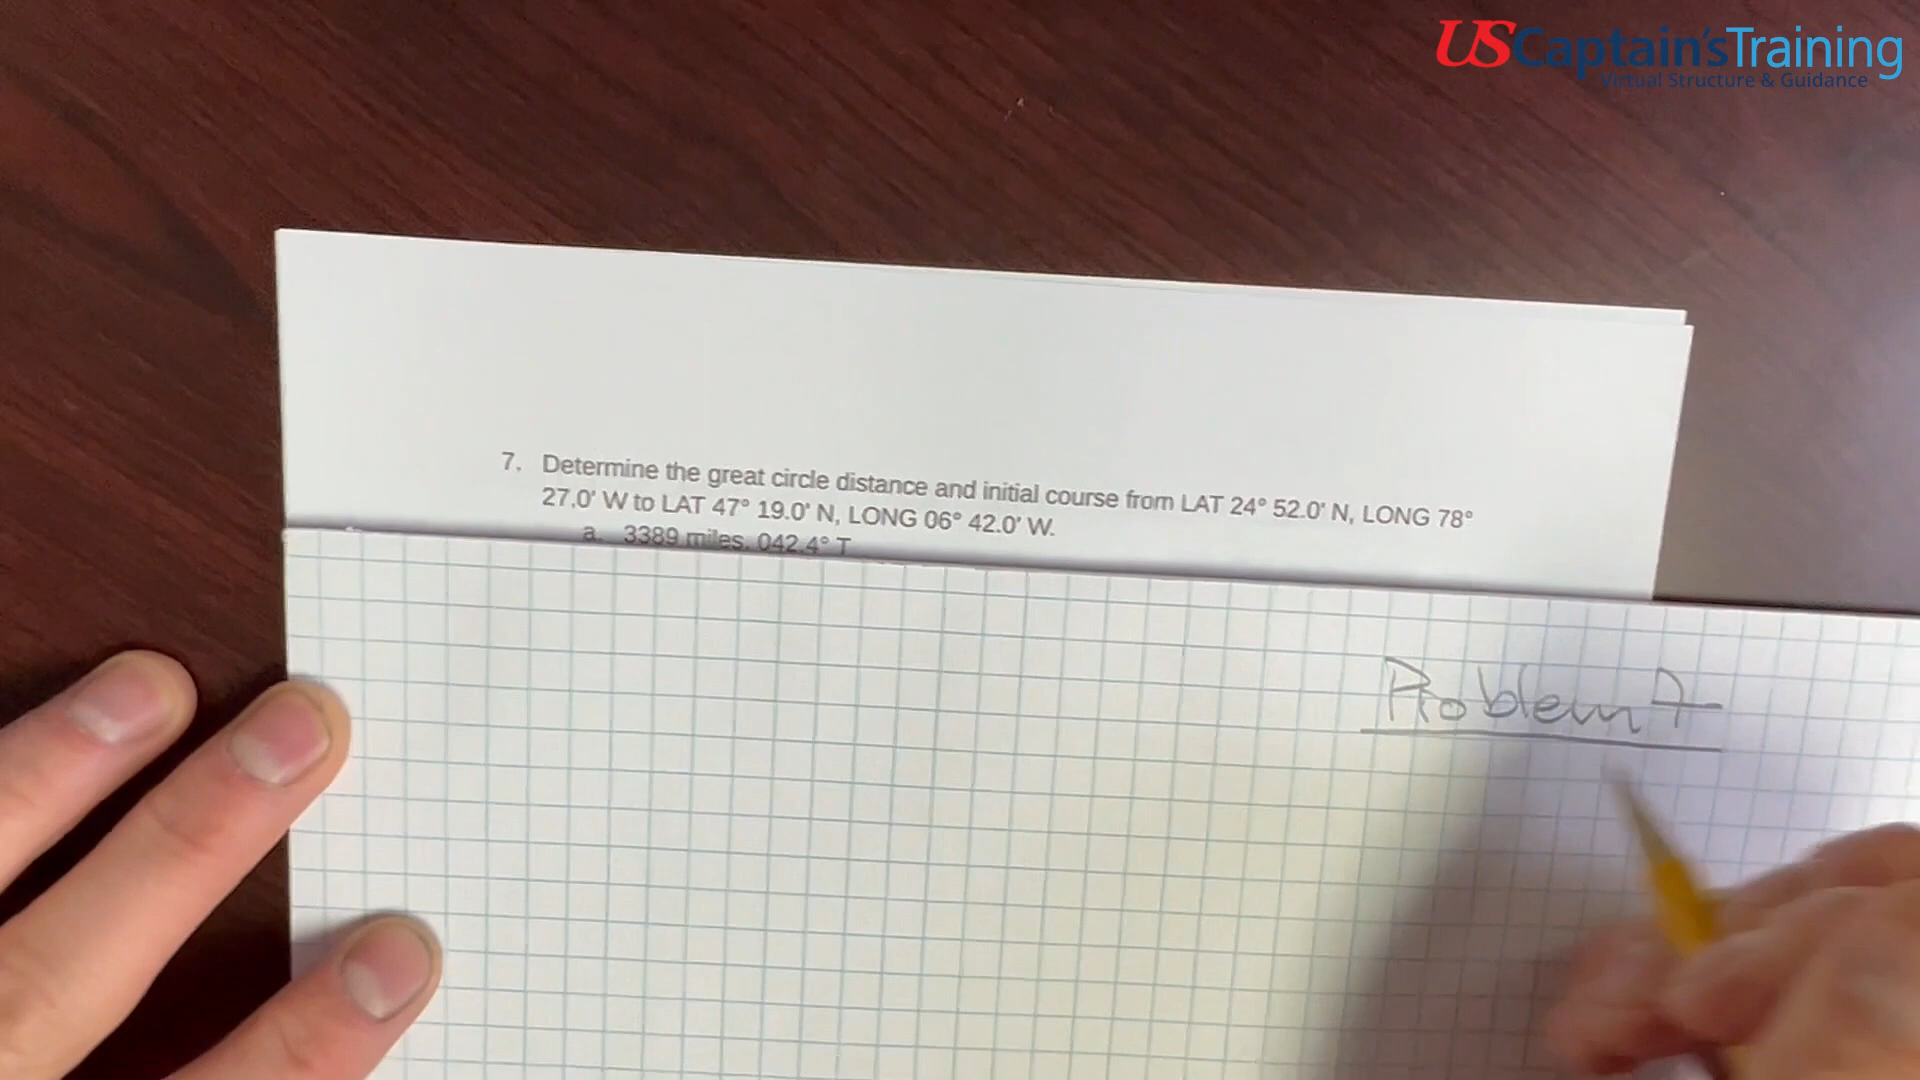 USCaptain'sTraining
Virtual Structure & Guidance
7. Determine the great circle distance and initial course from LAT 24° 52.0' N, LONG 78°
27.0' W to LAT 47° 19.0' N, LONG 06° 42.0' W.
a. 3389 miles, 042.4° T
Problem 7